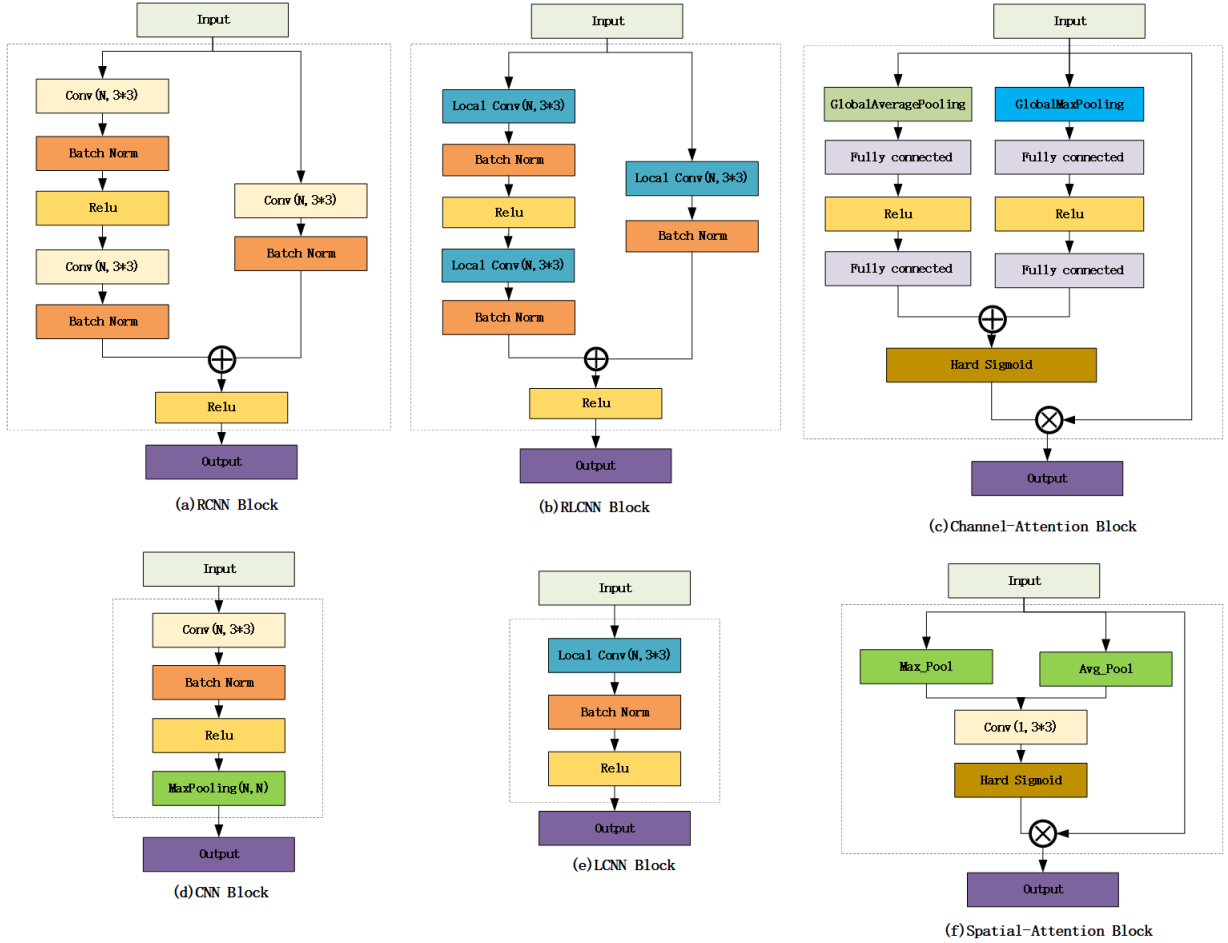 Input
Conv(N,3*3)
Batch Norm
Relu
Conv(N,3*3)
Batch Norm
Conv(N,3*3)
Batch Norm
Relu
Output
(a)RCNN Block
Input
Local Conv(N,3*3)
Batch Norm
Relu
Local Conv(N,3*3)
Batch Norm
Local Conv(N,3*3)
Batch Norm
Relu
Output
(b)RLCNN Block
Input
GlobalAveragePooling
Fully connected
Relu
Fully connected
GlobalMaxPooling
Fully connected
Relu
Fully connected
Hard Sigmoid
Output
(c)Channel-Attention Block
Input
Conv(N,3*3)
Batch Norm
Relu
MaxPooling(N,N)
Output
(d)CNN Block
Input
Local Conv(N,3*3)
Batch Norm
Relu
Output
(e)LCNN Block
Input
Max_Pool
Avg_Pool
Conv(1,3*3)
Hard Sigmoid
Output
(f)Spatial-Attention Block